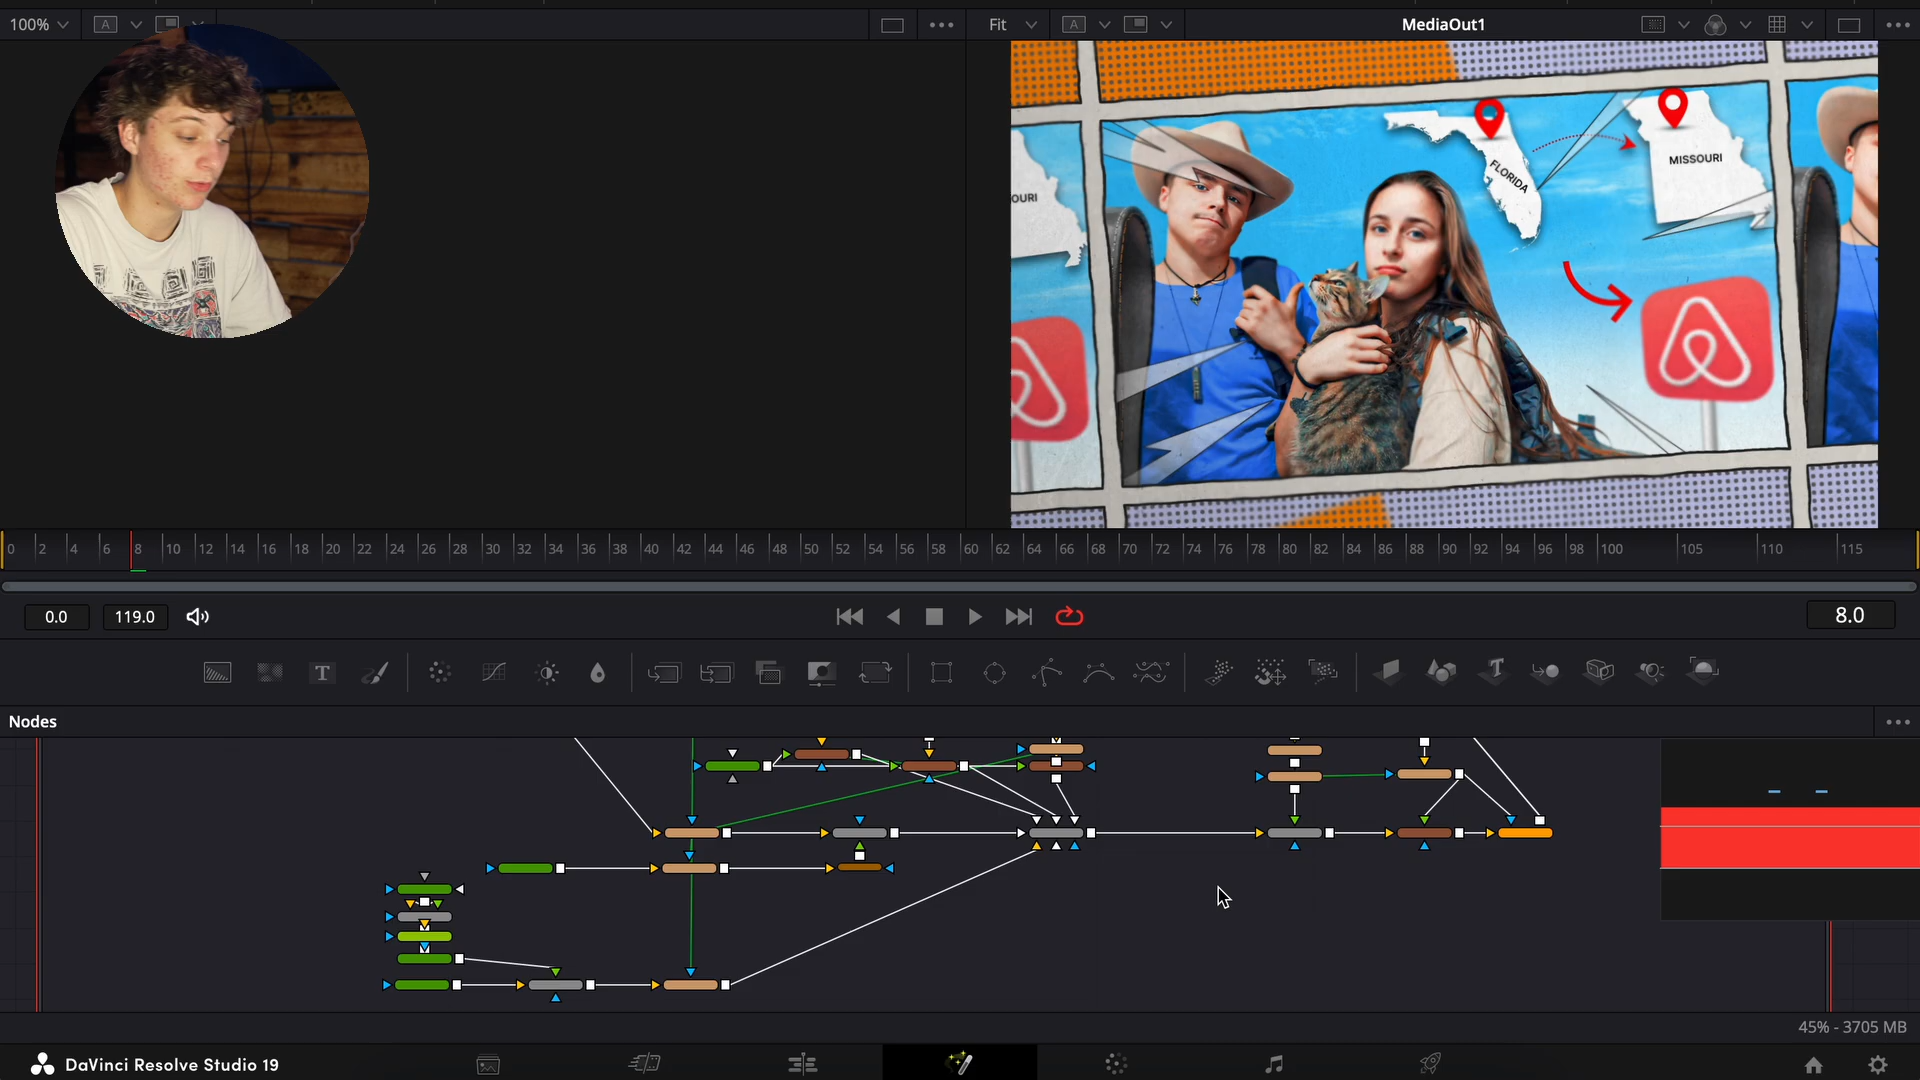 100%
A
Fit
A
MediaOut1
FLORIDA
MISSOURI
OURI
0 2 4 6 8 10 12 14 16 18 20 22 24 26 28 30 32 34 36 38 40 42 44 46 48 50 52 54 56 58 60 62 64 66 68 70 72 74 76 78 80 82 84 86 88 90 92 94 96 98 100 105 110 115
0.0
119.0
8.0
T
T
Nodes
45% - 3705 MB
DaVinci Resolve Studio 19